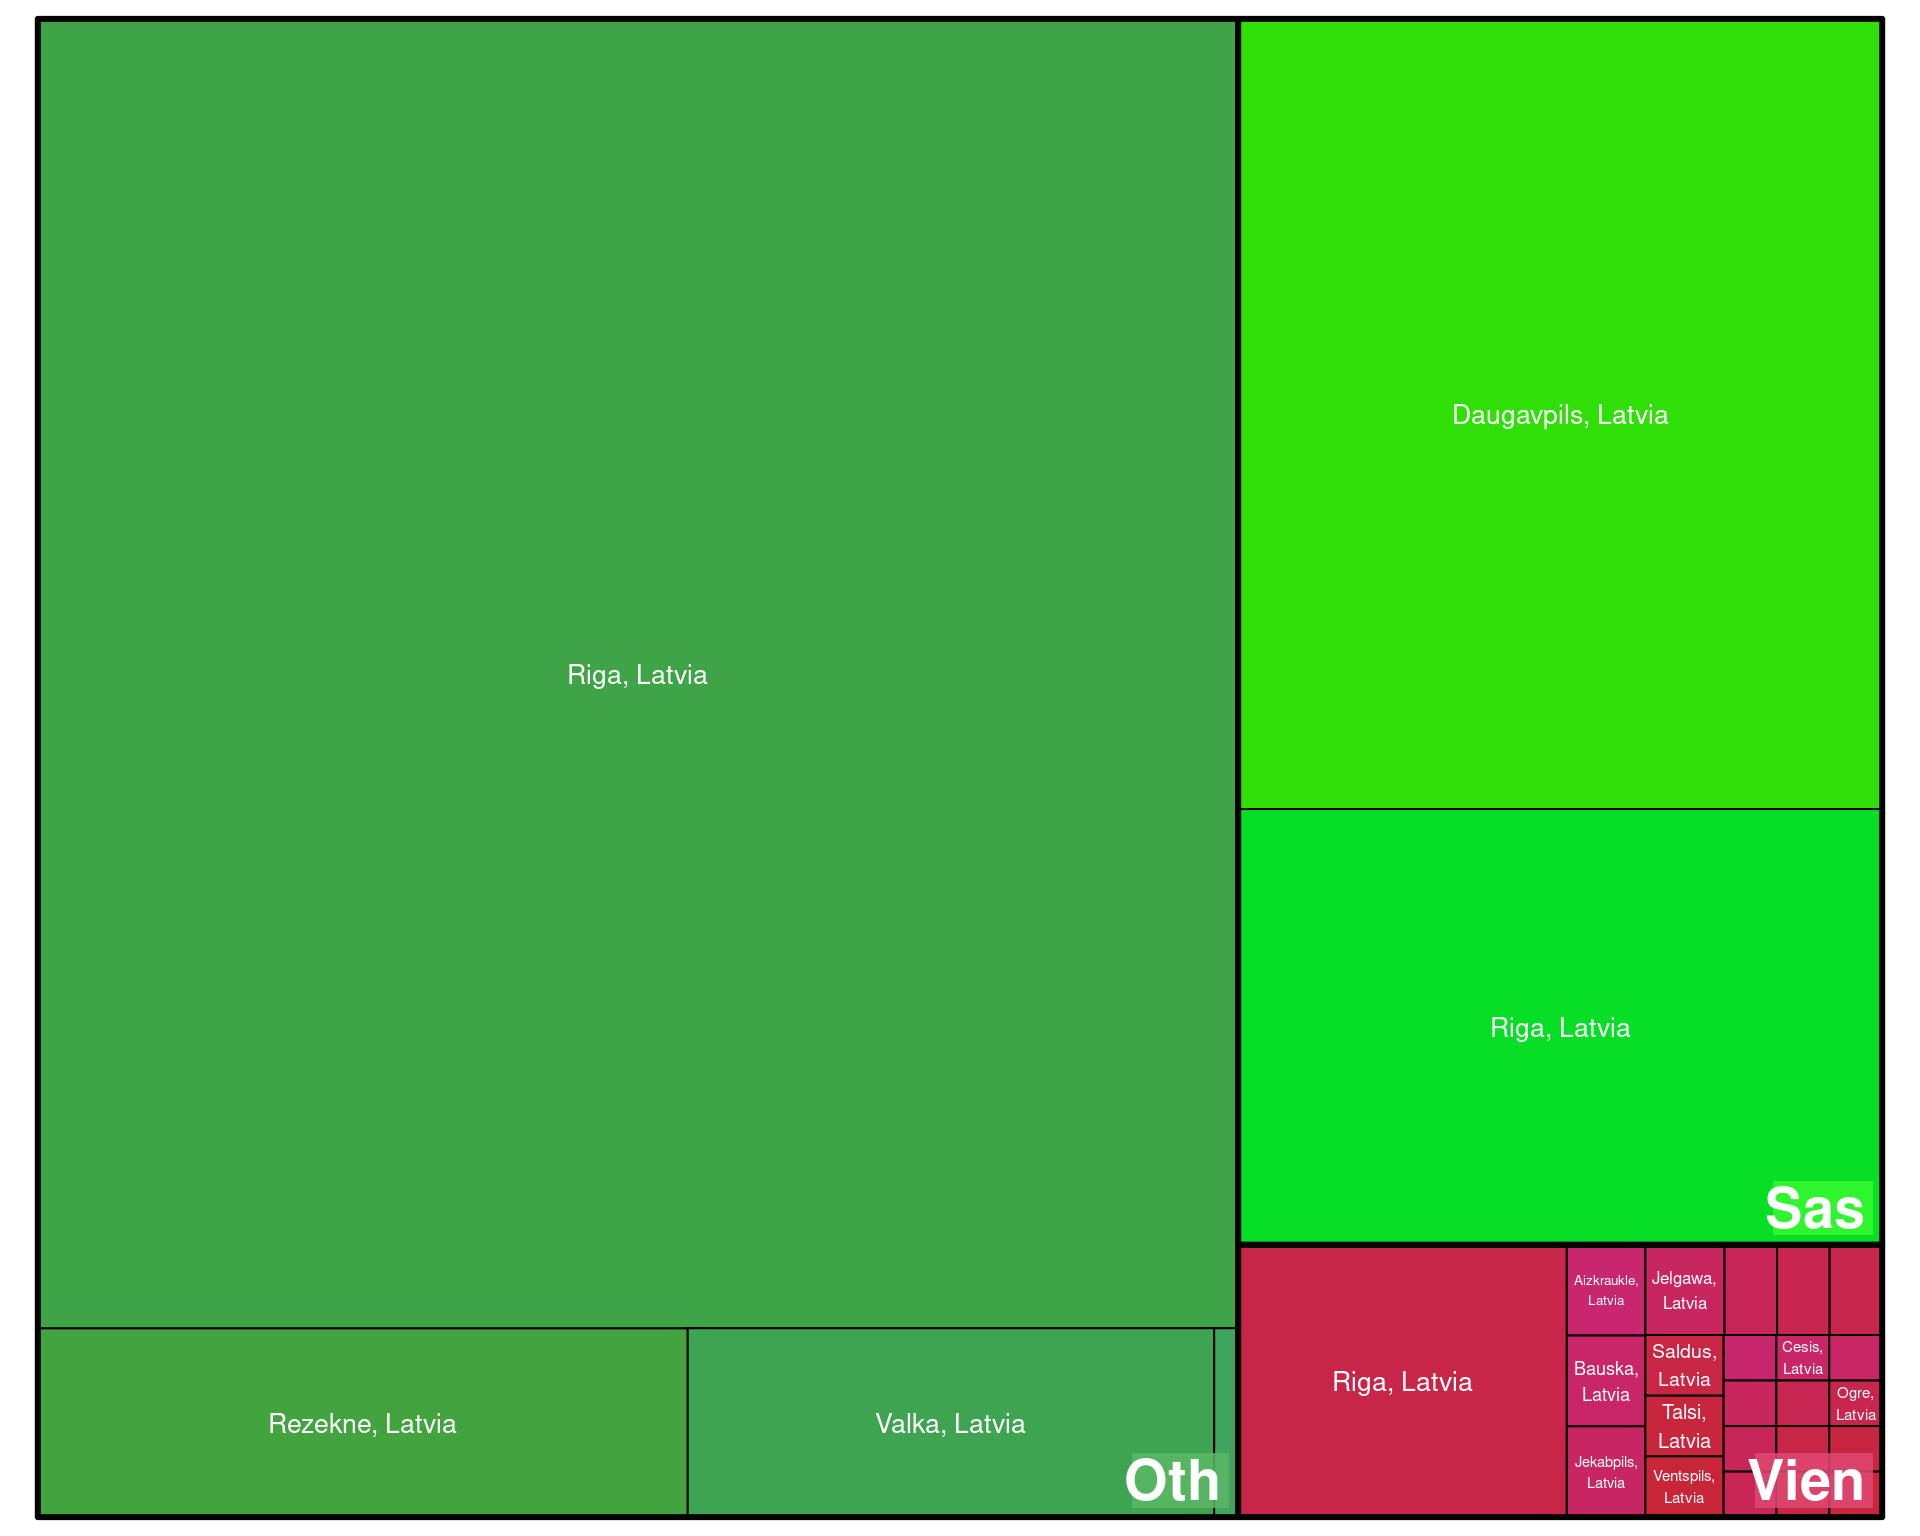 Riga, Latvia
Rezekne, Latvia
Valka, Latvia
Oth
Daugavpils, Latvia
Riga, Latvia
Sas
Riga, Latvia
Aizkraukle,
Latvia
Bauska,
Latvia
Jekabpils,
Latvia
Jelgawa,
Latvia
Saldus,
Latvia
Talsi,
Latvia
Ventspils,
Latvia
Cesis,
Latvia
Ogre,
Latvia
Vien